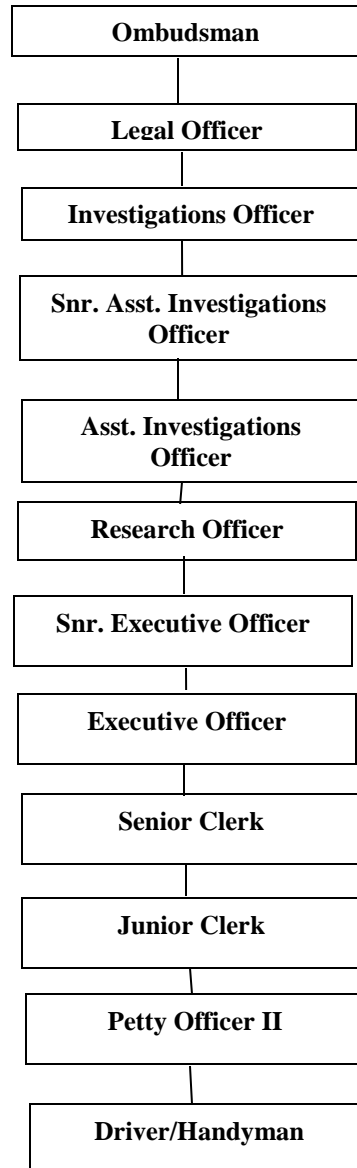 Ombudsman
Legal Officer
Investigations Officer
Snr. Asst. Investigations
Officer
Asst. Investigations
Officer
Research Officer
Snr. Executive Officer
Executive Officer
Senior Clerk
Junior Clerk
Petty Officer II
Driver/Handyman